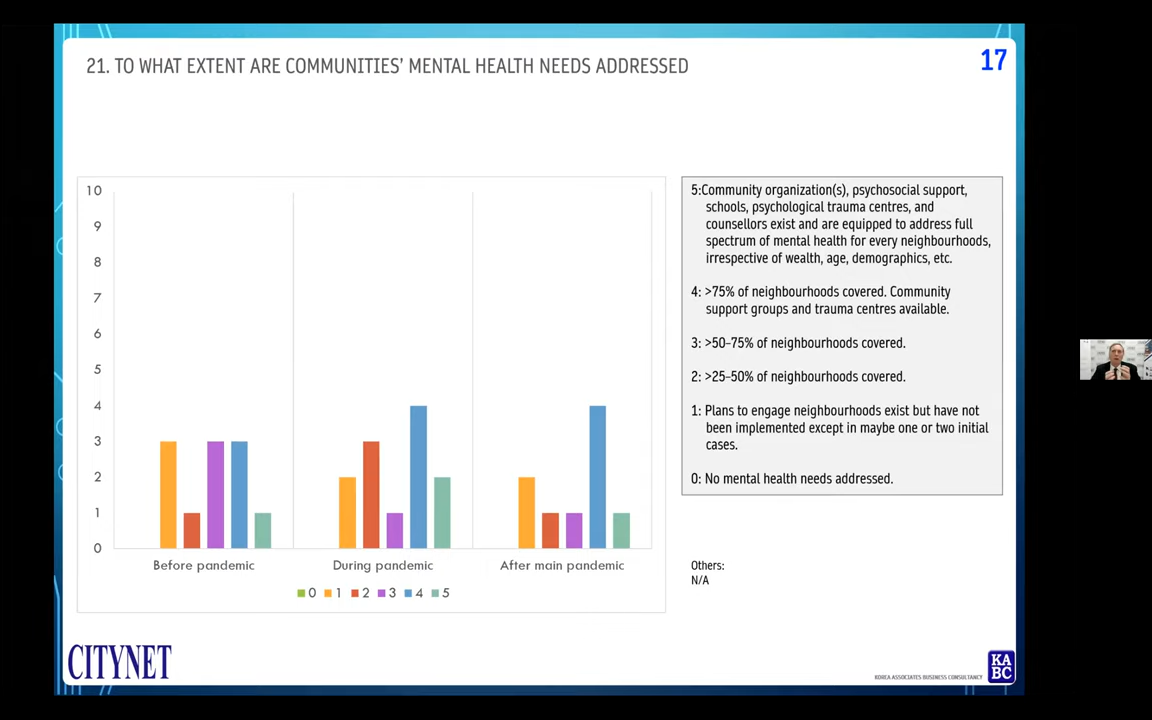 21. TO WHAT EXTENT ARE COMMUNITIES' MENTAL HEALTH NEEDS ADDRESSED
17
10
9
8
7
6
5
4
3
2
1
0
Before pandemic
During pandemic
After main pandemic
0 1 2 3 4 5
5:Community organization(s), psychosocial support,
schools, psychological trauma centres, and
counsellors exist and are equipped to address full
spectrum of mental health for every neighbourhoods,
irrespective of wealth, age, demographics, etc.
4: >75% of neighbourhoods covered. Community
support groups and trauma centres available.
3: >50-75% of neighbourhoods covered.
2: >25-50% of neighbourhoods covered.
1: Plans to engage neighbourhoods exist but have not
been implemented except in maybe one or two initial
cases.
0: No mental health needs addressed.
Others:
N/A
CITYNET
KOREA ASSOCIATES BUSINESS CONSULTANCY
KA
BC